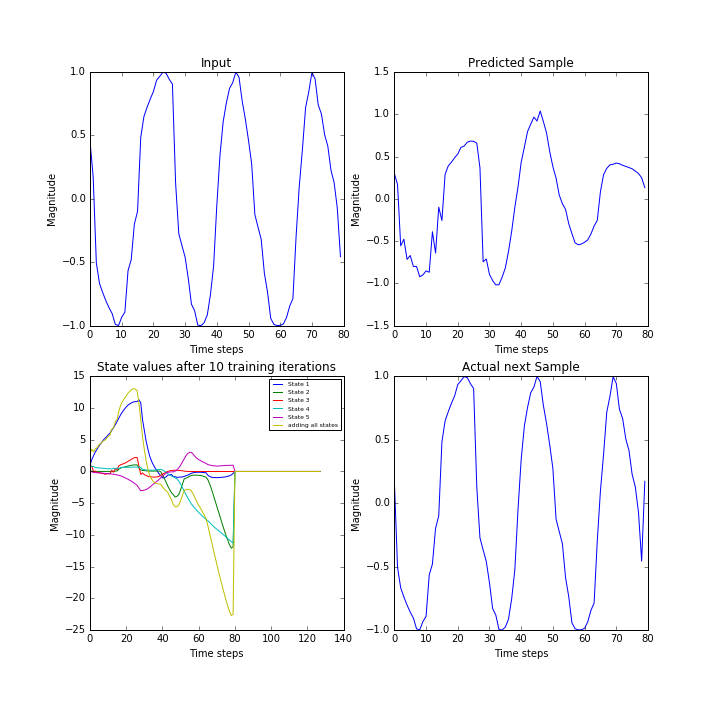 Input
Magnitude
1.0
0.5
0.0
−0.5
−1.0
0 10 20 30 40 50 60 70 80
Time steps
Predicted Sample
Magnitude
1.5
1.0
0.5
0.0
−0.5
−1.0
−1.5
0 10 20 30 40 50 60 70 80
Time steps
State values after 10 training iterations
Magnitude
15
10
5
0
−5
−10
−15
−20
−25
0 20 40 60 80 100 120 140
Time steps
State 1
State 2
State 3
State 4
State 5
adding all states
Actual next Sample
Magnitude
1.0
0.5
0.0
−0.5
−1.0
0 10 20 30 40 50 60 70 80
Time steps